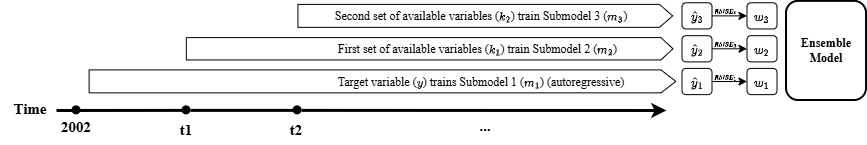 Second set of available variables (k₂) train Submodel 3 (m₃)
ŷ₃ RMSE₃ w₃
First set of available variables (k₁) train Submodel 2 (m₂)
ŷ₂ RMSE₂ w₂
Ensemble
Model
Target variable (y) trains Submodel 1 (m₁) (autoregressive)
ŷ₁ RMSE₁ w₁
Time
2002 t1 t2 ...